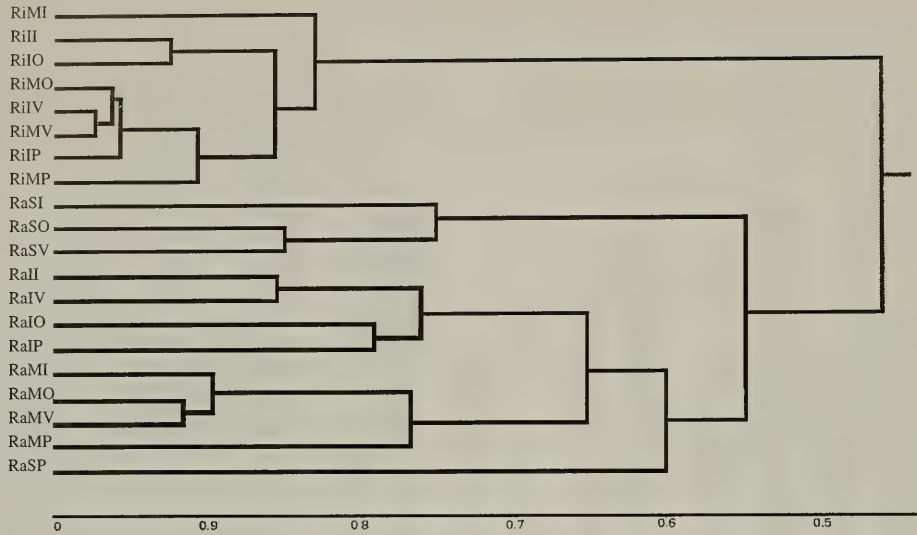 RiMI
RiII
RiIO
RiMO
RiIV
RiMV
RiIP
RiMP
RaSI
RaSO
RaSV
RaII
RaIV
RaIO
RaIP
RaMI
RaMO
RaMV
RaMP
RaSP
0 0.9 0 8 0.7 0.6 0.5